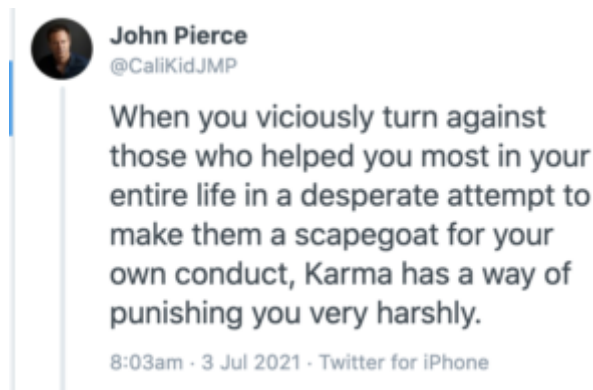 John Pierce
@CaliKidJMP
When you viciously turn against
those who helped you most in your
entire life in a desperate attempt to
make them a scapegoat for your
own conduct, Karma has a way of
punishing you very harshly.
8:03am · 3 Jul 2021 · Twitter for iPhone